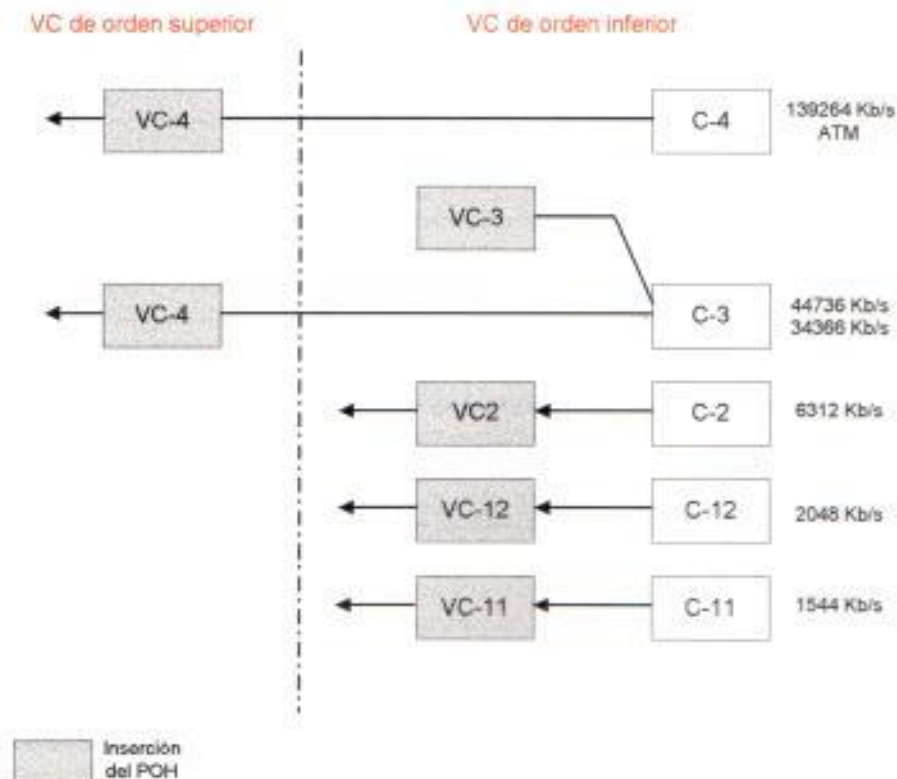 VC de orden superior
VC de orden inferior
VC-4
C-4
139264 Kb/s
ATM
VC-3
VC-4
C-3
44736 Kb/s
34366 Kb/s
VC2
C-2
6312 Kb/s
VC-12
C-12
2048 Kb/s
VC-11
C-11
1544 Kb/s
Inserción
del POH